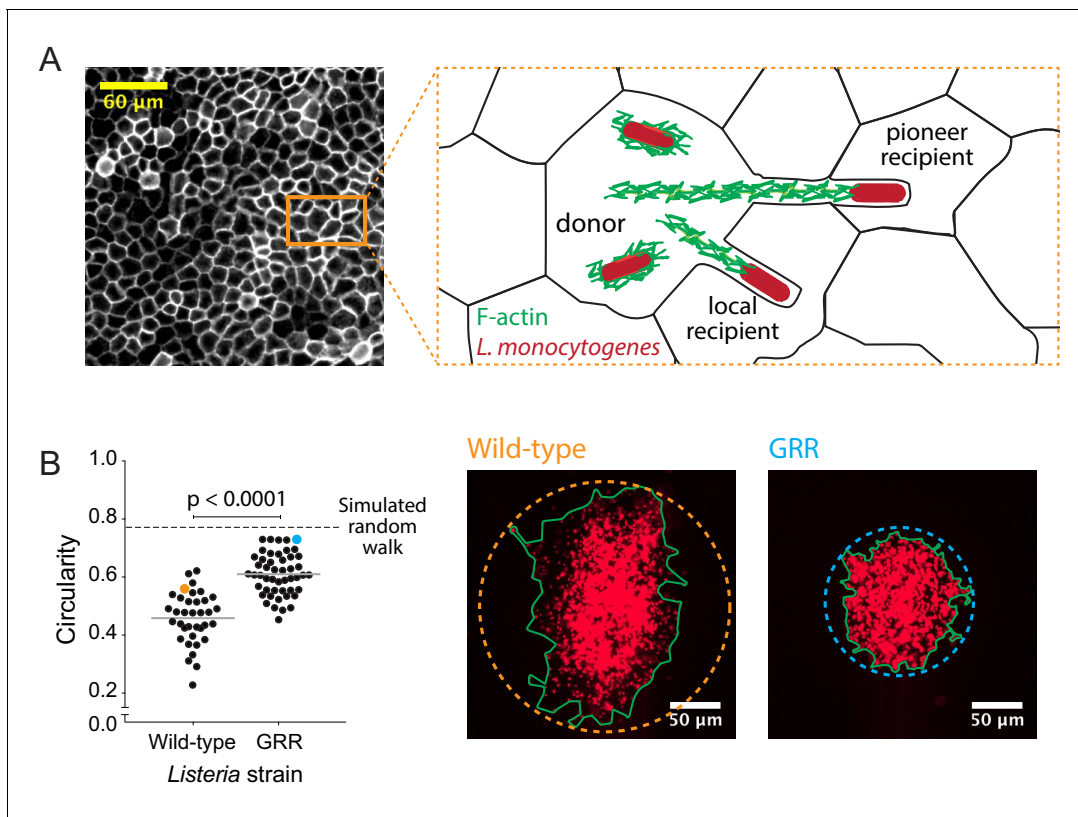 A
60 µm
pioneer
recipient
donor
local
recipient
F-actin
L. monocytogenes
B
1.0
0.8
0.6
0.4
0.2
0.0
Circularity
p < 0.0001
Simulated
random
walk
Wild-type GRR
Listeria strain
Wild-type
50 µm
GRR
50 µm